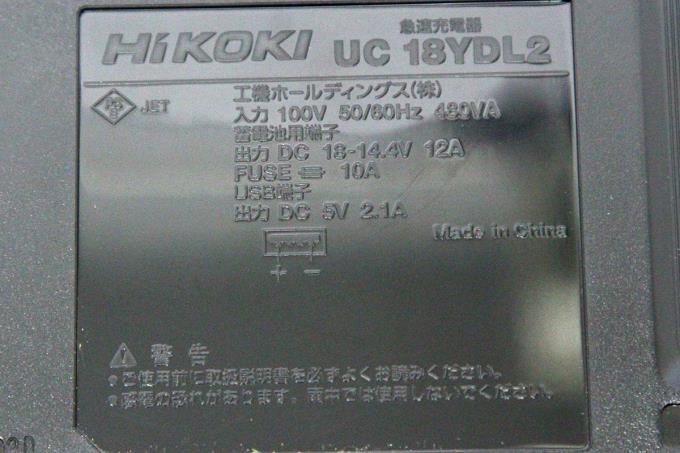 HiKOKI
急速充電器
UC 18YDL2
JET
工機ホールディングス(株)
入力 100V 50/60Hz 480VA
蓄電池用端子
出力 DC 18-14.4V 12A
FUSE 10A
USB端子
出力 DC 5V 2.1A
Made in China
+ −
警告
●ご使用前に取扱説明書を必ずよくお読みください。
●感電の恐れがあります。雨中では使用しないでください。